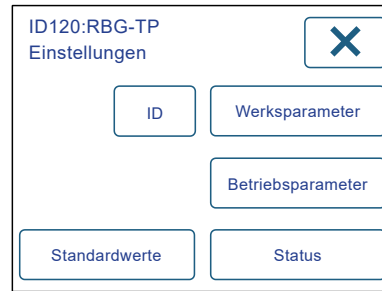 ID120:RBG-TP
Einstellungen
ID
Werksparameter
Betriebsparameter
Standardwerte
Status